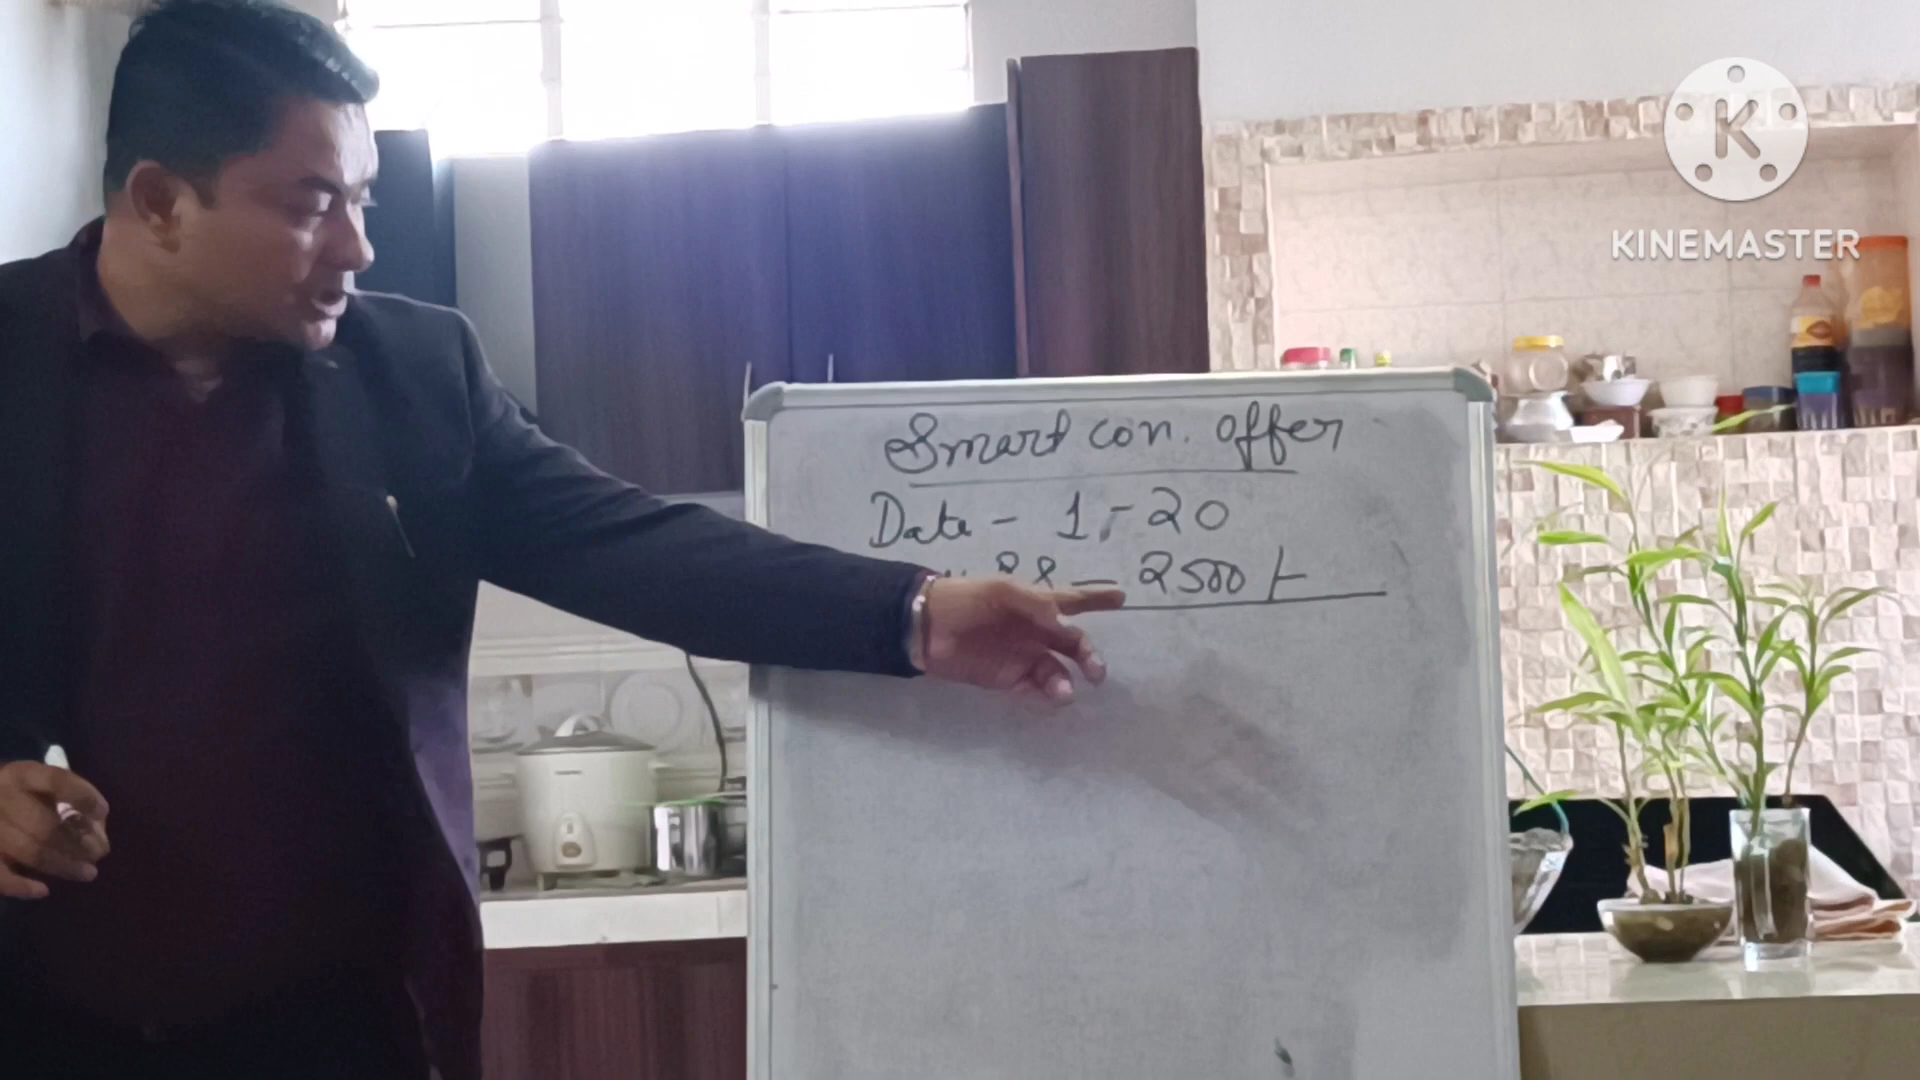 Smart con. offer
Date - 1, - 20
— 2500/-
K
KINEMASTER